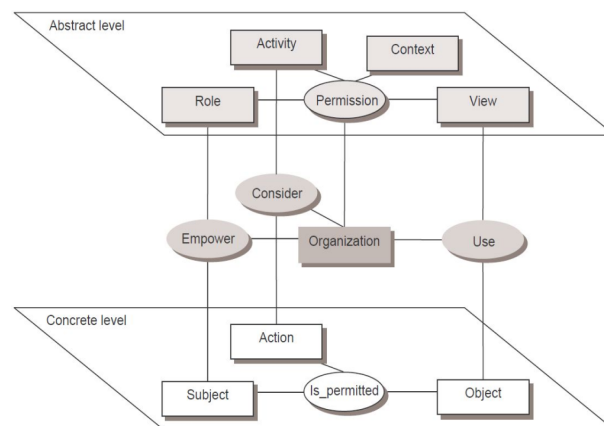 Abstract level
Activity
Context
Role
Permission
View
Consider
Empower
Organization
Use
Concrete level
Action
Subject
Is_permitted
Object